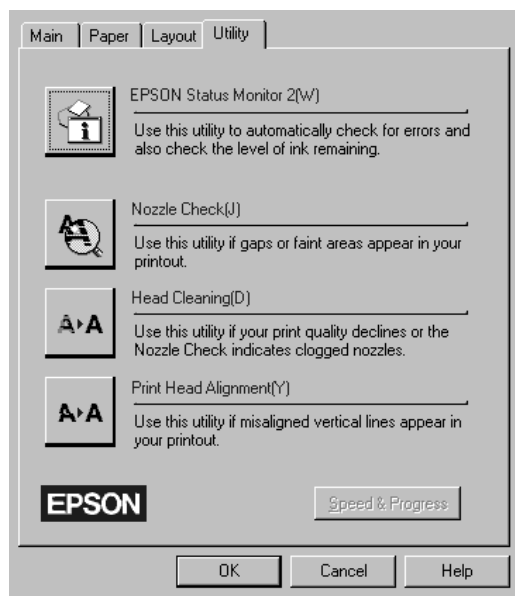 Main Paper Layout Utility
EPSON Status Monitor 2(W)
Use this utility to automatically check for errors and
also check the level of ink remaining.
Nozzle Check(J)
Use this utility if gaps or faint areas appear in your
printout.
Head Cleaning(D)
Use this utility if your print quality declines or the
Nozzle Check indicates clogged nozzles.
Print Head Alignment(Y)
Use this utility if misaligned vertical lines appear in
your printout.
EPSON
Speed & Progress
OK Cancel Help